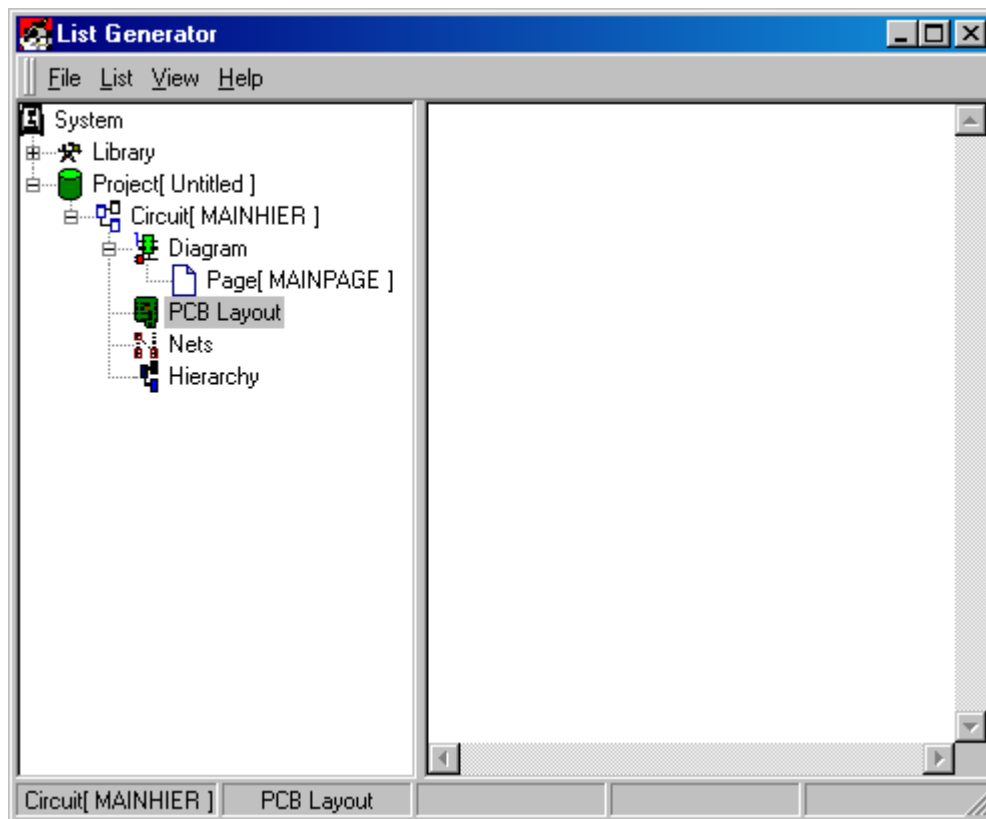 List Generator
File List View Help
System
Library
Project[ Untitled ]
Circuit[ MAINHIER ]
Diagram
Page[ MAINPAGE ]
PCB Layout
Nets
Hierarchy
Circuit[ MAINHIER ] PCB Layout